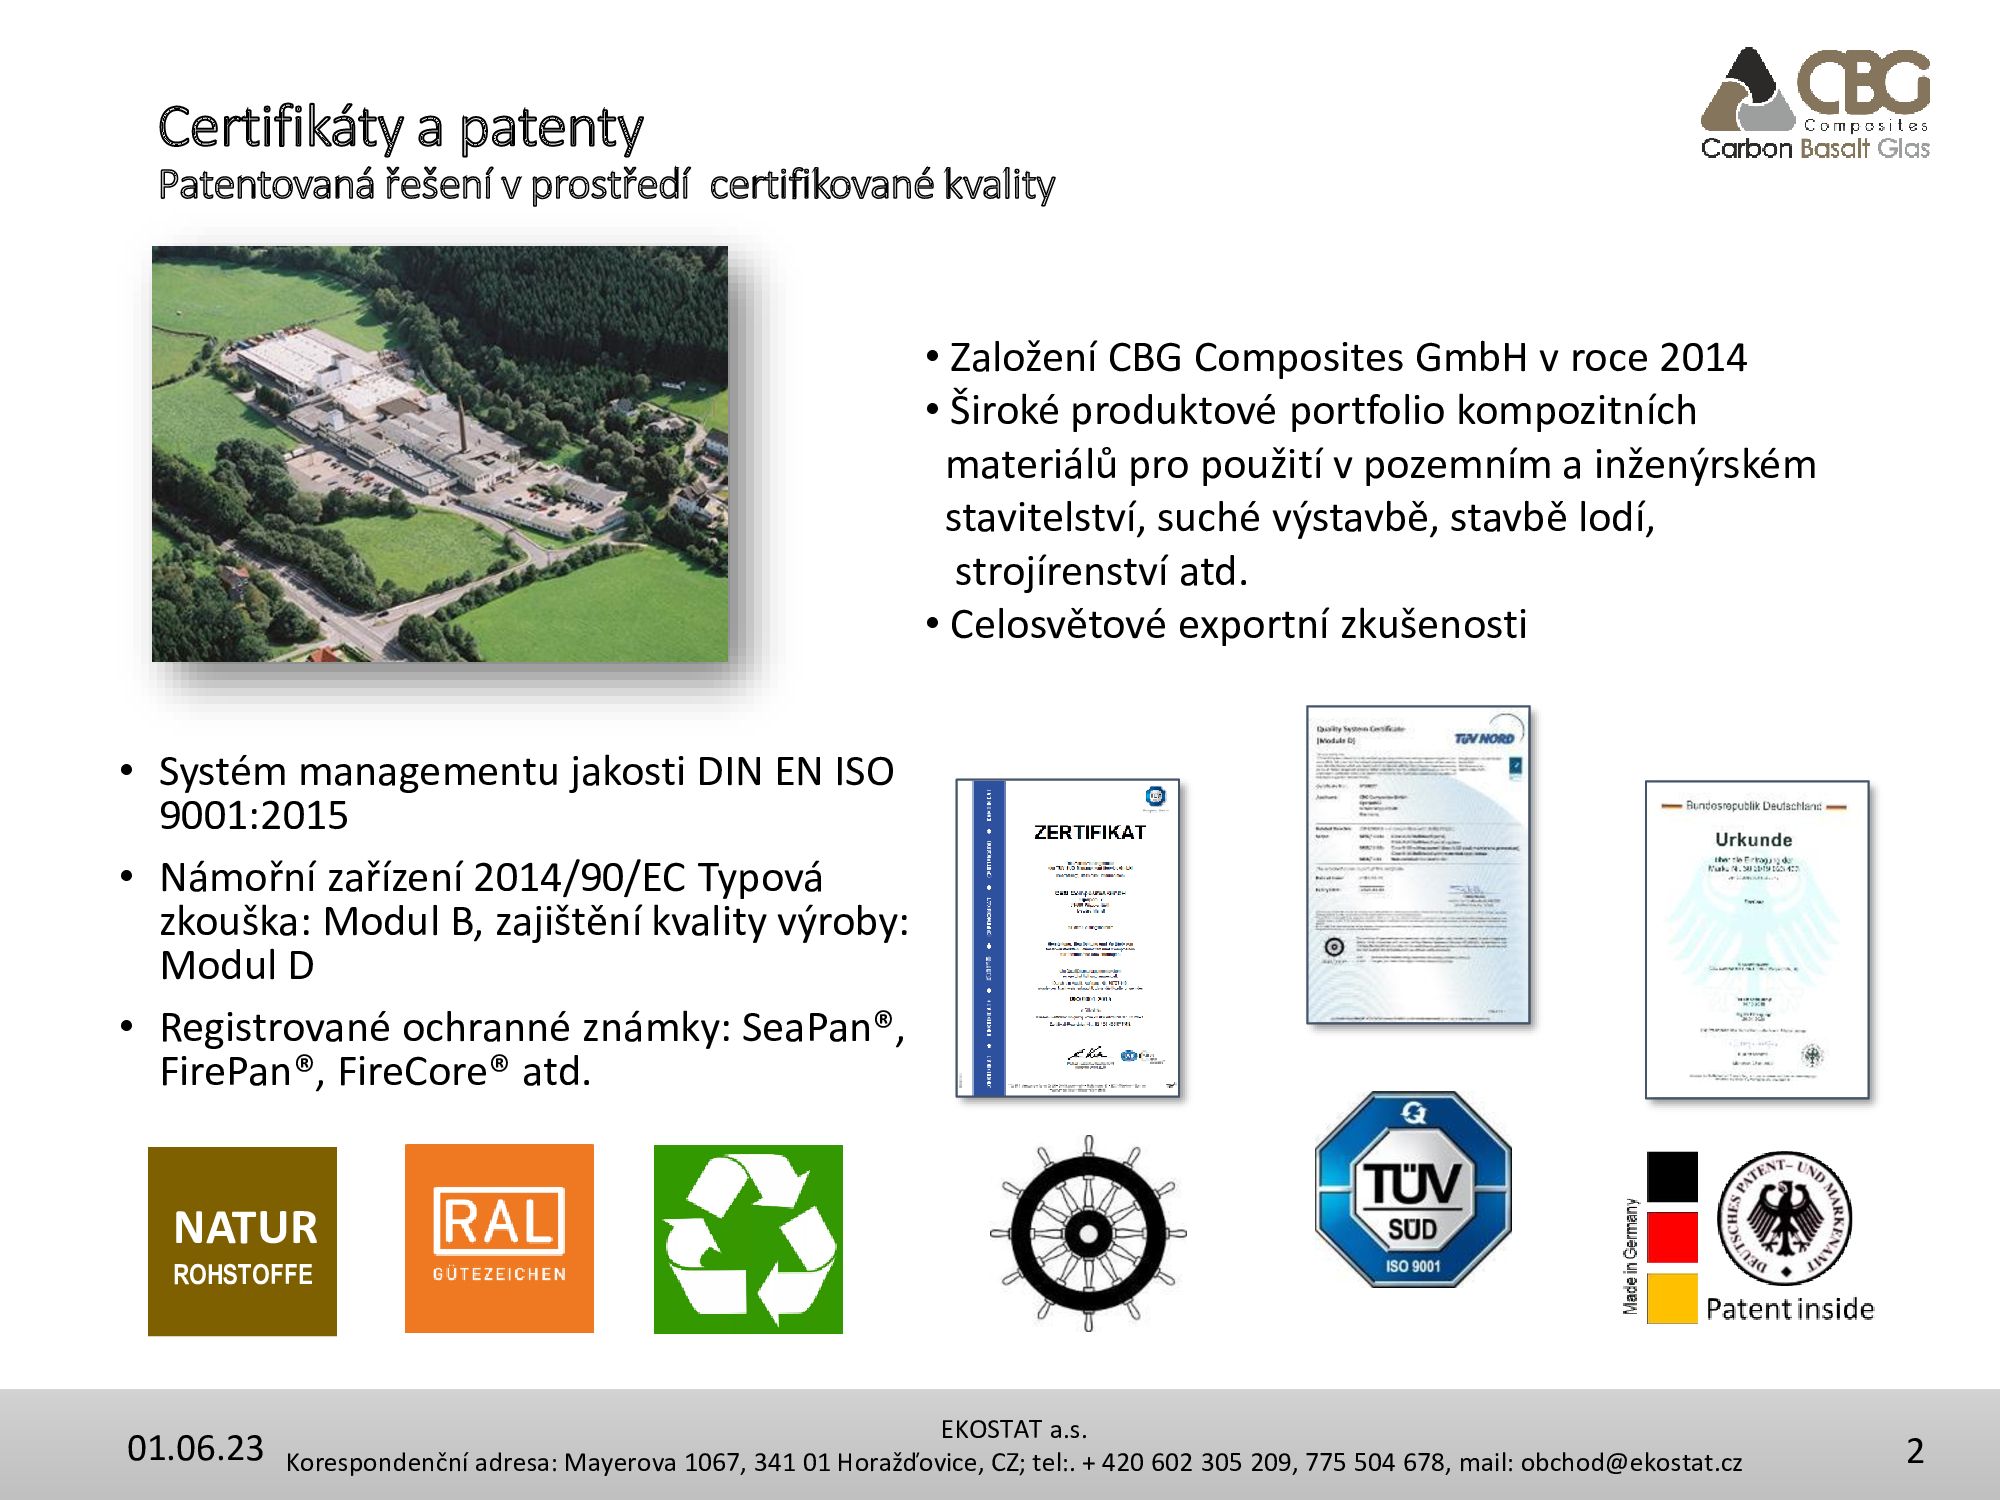 CBG
Composites
Carbon Basalt Glas
Certifikáty a patenty
Patentovaná řešení v prostředí certifikované kvality
• Založení CBG Composites GmbH v roce 2014
• Široké produktové portfolio kompozitních
materiálů pro použití v pozemním a inženýrském
stavitelství, suché výstavbě, stavbě lodí,
strojírenství atd.
• Celosvětové exportní zkušenosti
• Systém managementu jakosti DIN EN ISO
9001:2015
• Námořní zařízení 2014/90/EC Typová
zkouška: Modul B, zajištění kvality výroby:
Modul D
• Registrované ochranné známky: SeaPan®,
FirePan®, FireCore® atd.
ZERTIFIKAT
Quality System Certificate
(Module D)
TÜV NORD
Bundesrepublik Deutschland
Urkunde
über die Eintragung der
NATUR
ROHSTOFFE
RAL
GÜTEZEICHEN
TÜV
SÜD
ISO 9001
Made in Germany
DEUTSCHES PATENT- UND MARKENAMT
Patent inside
01.06.23
EKOSTAT a.s.
Korespondenční adresa: Mayerova 1067, 341 01 Horažďovice, CZ; tel:. + 420 602 305 209, 775 504 678, mail: obchod@ekostat.cz
2